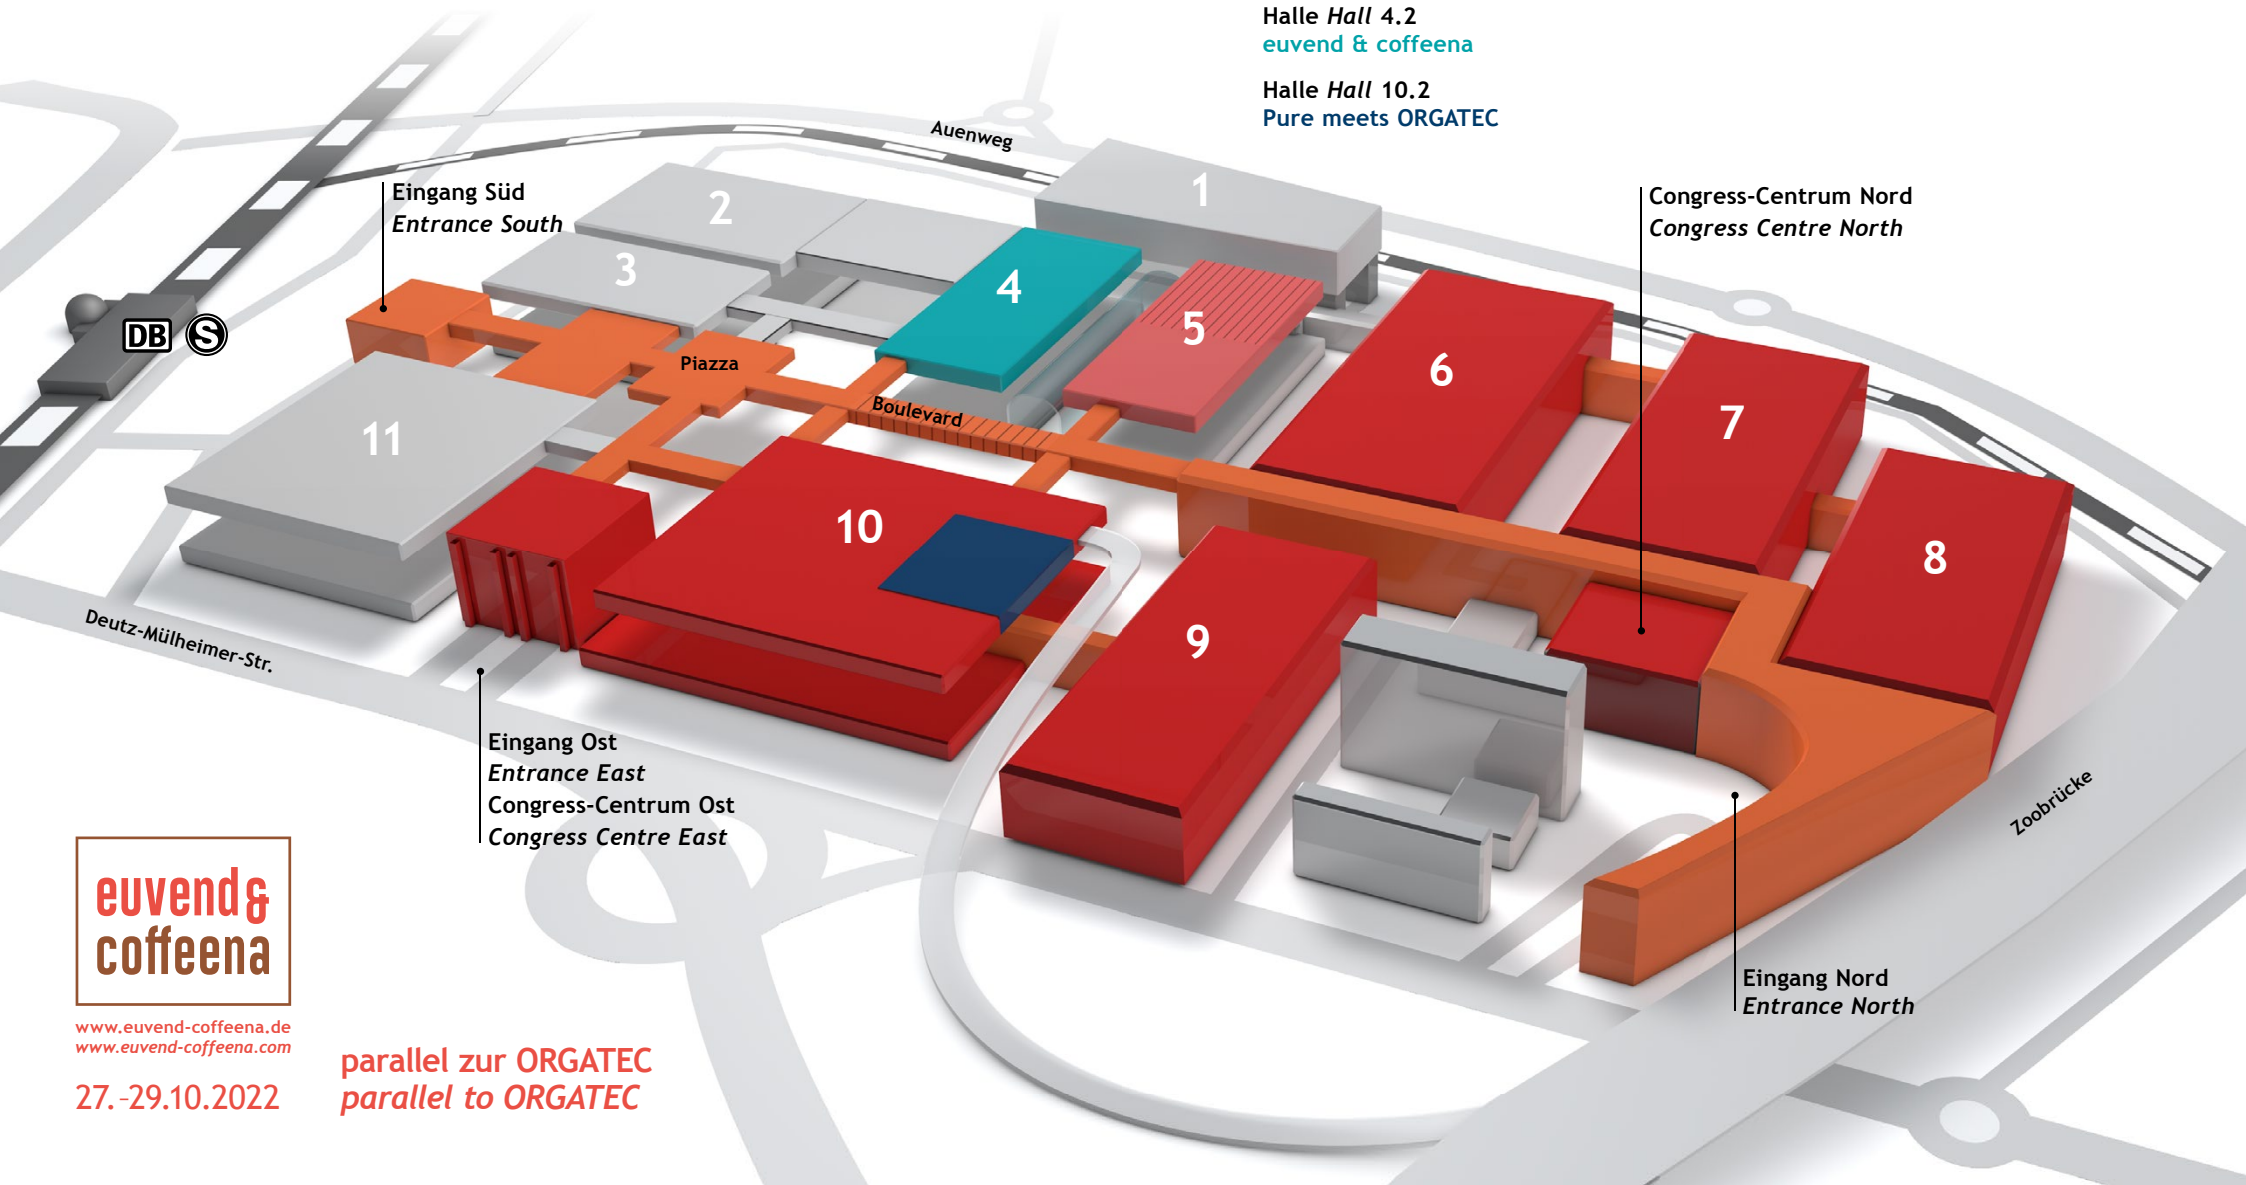 Halle Hall 4.2
euvend & coffeena
Halle Hall 10.2
Pure meets ORGATEC
Auenweg
Eingang Süd
Entrance South
Congress-Centrum Nord
Congress Centre North
1
2
3
4
5
6
7
8
9
10
11
DB
S
Piazza
Boulevard
Deutz-Mülheimer-Str.
Zoobrücke
Eingang Ost
Entrance East
Congress-Centrum Ost
Congress Centre East
Eingang Nord
Entrance North
euvend &
coffeena
www.euvend-coffeena.de
www.euvend-coffeena.com
27.-29.10.2022
parallel zur ORGATEC
parallel to ORGATEC